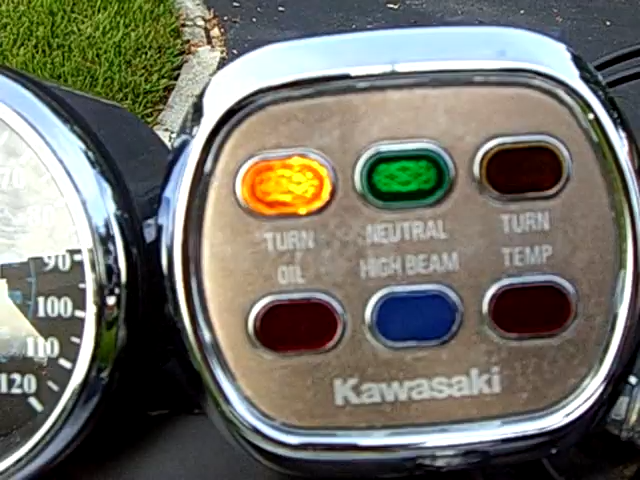 TURN NEUTRAL TURN
OIL HIGH BEAM TEMP
Kawasaki
90
100
110
120